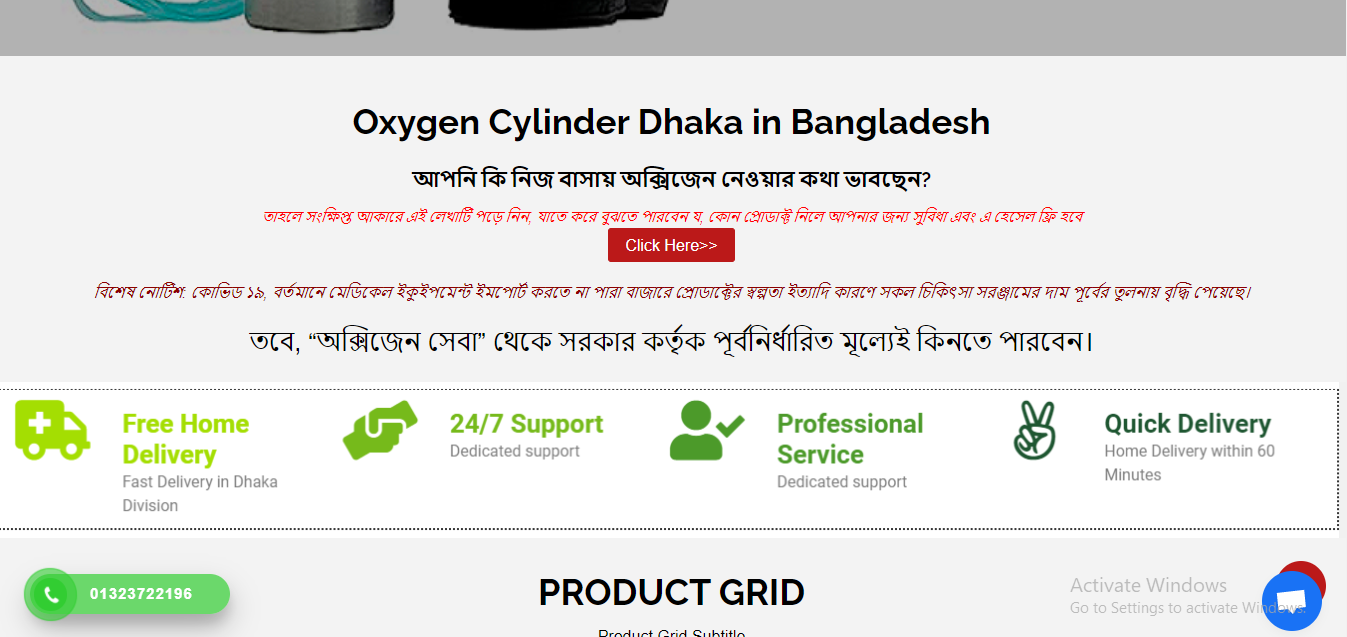 Oxygen Cylinder Dhaka in Bangladesh
আপনি কি নিজ বাসায় অক্সিজেন নেওয়ার কথা ভাবছেন?
তাহলে সংক্ষিপ্ত আকারে এই লেখাটি পড়ে নিন, যাতে করে বুঝতে পারবেন য, কোন প্রোডাক্ট নিলে আপনার জন্য সুবিধা এবং এ হেসেল ফ্রি হবে
Click Here>>
বিশেষ নোটিশ: কোভিড ১৯, বর্তমানে মেডিকেল ইকুইপমেন্ট ইমপোর্ট করতে না পারা বাজারে প্রোডাক্টের স্বল্পতা ইত্যাদি কারণে সকল চিকিৎসা সরঞ্জামের দাম পূর্বের তুলনায় বৃদ্ধি পেয়েছে।
তবে, “অক্সিজেন সেবা” থেকে সরকার কর্তৃক পূর্বনির্ধারিত মূল্যেই কিনতে পারবেন।
Free Home
Delivery
Fast Delivery in Dhaka
Division
24/7 Support
Dedicated support
Professional
Service
Dedicated support
Quick Delivery
Home Delivery within 60
Minutes
01323722196
PRODUCT GRID
Product Grid Subtitle
Activate Windows
Go to Settings to activate Windows.